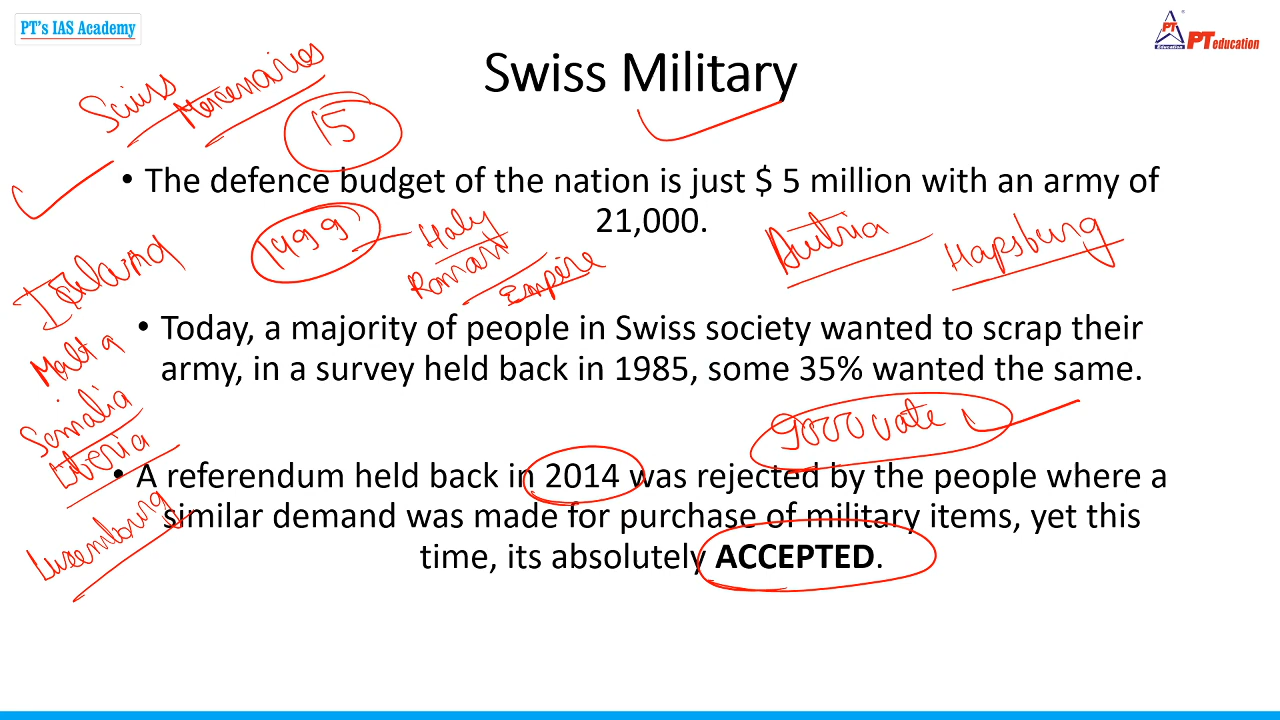 PT's IAS Academy
PT
Education
PT education
Swiss Military
Swiss
Mercenaries
15
• The defence budget of the nation is just $ 5 million with an army of
21,000.
1499
Holy
Roman
Empire
Austria
Hapsburg
• Today, a majority of people in Swiss society wanted to scrap their
army, in a survey held back in 1985, some 35% wanted the same.
Iceland
Malta
Somalia
Liberia
Luxemburg
9000 vote
• A referendum held back in 2014 was rejected by the people where a
similar demand was made for purchase of military items, yet this
time, its absolutely ACCEPTED.